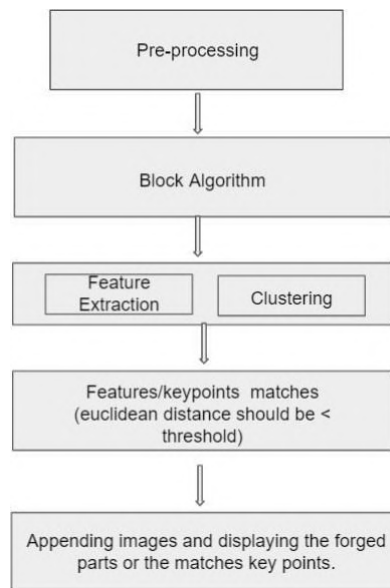 Pre-processing
Block Algorithm
Feature
Extraction
Clustering
Features/keypoints matches
(euclidean distance should be <
threshold)
Appending images and displaying the forged
parts or the matches key points.